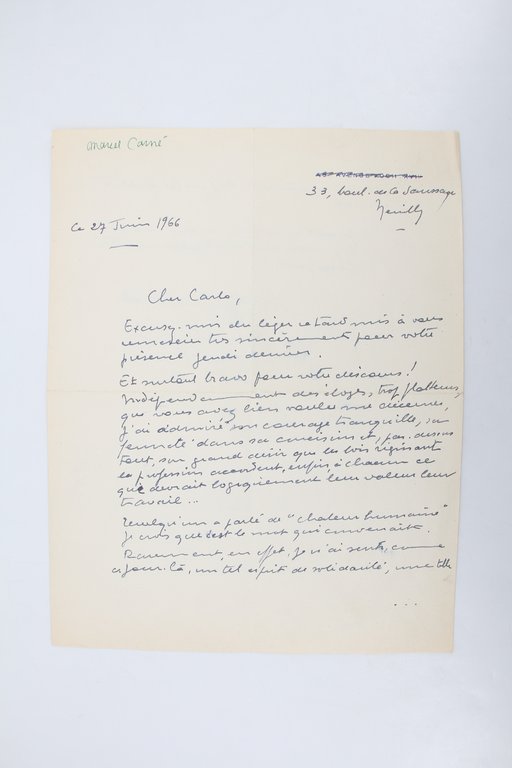 Marcel Carné
33, boul. de la Saussaye
Neuilly
Ce 27 Juin 1966
Cher Carlo,
Excusez-moi du léger retard mis à vous
remercier très sincèrement pour votre
présence jeudi dernier.
Et surtout bravo pour votre discours!
Indépendamment des éloges, trop flatteurs,
que vous avez bien voulu me décerner,
j'ai admiré son courage tranquille, sa
fermeté dans sa concision et, par-dessus
tout, son grand désir que les lois régissant
la profession accordent, enfin, à chacun ce
que devrait logiquement leur valoir leur
travail...
Quelqu'un a parlé de "chaleur humaine"
Je crois que c'est le mot qui convenait.
Rarement, en effet, je n'ai senti, comme
ce jour-là, un tel esprit de solidarité, une telle
...